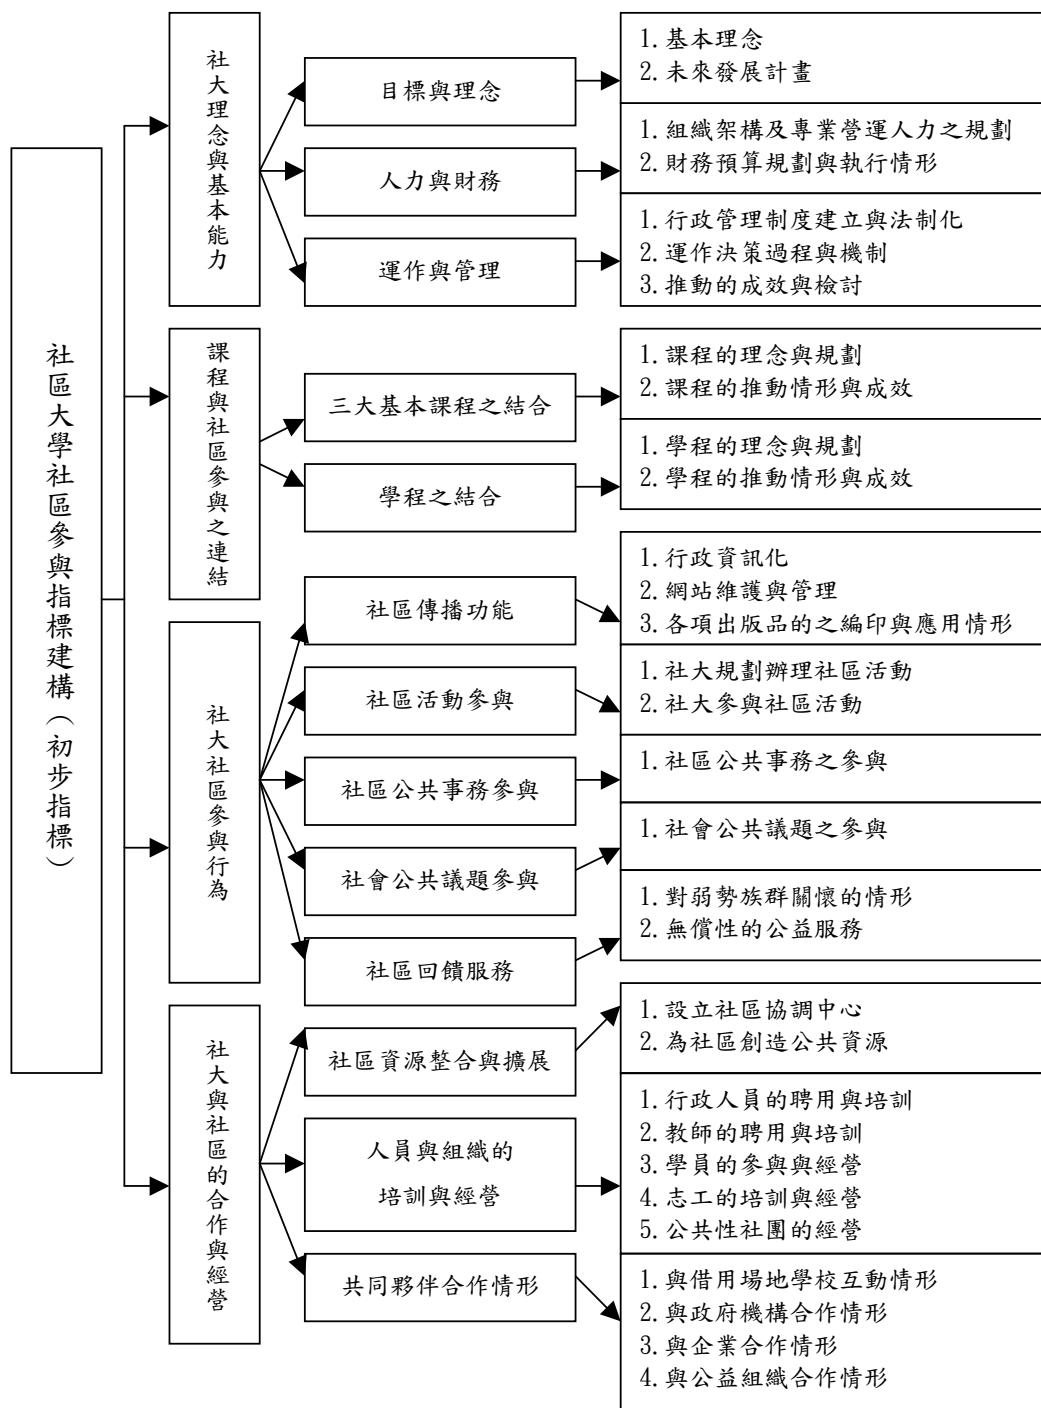 社區大學社區參與指標建構（初步指標）
社大理念與基本能力
目標與理念
1.基本理念
2.未來發展計畫
人力與財務
1.組織架構及專業營運人力之規劃
2.財務預算規劃與執行情形
運作與管理
1.行政管理制度建立與法制化
2.運作決策過程與機制
3.推動的成效與檢討
課程與社區參與之連結
三大基本課程之結合
1.課程的理念與規劃
2.課程的推動情形與成效
學程之結合
1.學程的理念與規劃
2.學程的推動情形與成效
社大社區參與行為
社區傳播功能
1.行政資訊化
2.網站維護與管理
3.各項出版品的之編印與應用情形
社區活動參與
1.社大規劃辦理社區活動
2.社大參與社區活動
社區公共事務參與
1.社區公共事務之參與
社會公共議題參與
1.社會公共議題之參與
社區回饋服務
1.對弱勢族群關懷的情形
2.無償性的公益服務
社大與社區的合作與經營
社區資源整合與擴展
1.設立社區協調中心
2.為社區創造公共資源
人員與組織的
培訓與經營
1.行政人員的聘用與培訓
2.教師的聘用與培訓
3.學員的參與與經營
4.志工的培訓與經營
5.公共性社團的經營
共同夥伴合作情形
1.與借用場地學校互動情形
2.與政府機構合作情形
3.與企業合作情形
4.與公益組織合作情形